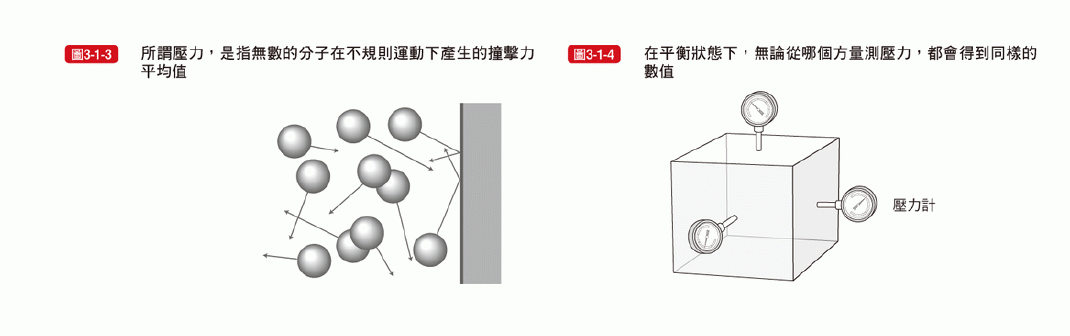 圖3-1-3
所謂壓力，是指無數的分子在不規則運動下產生的撞擊力
平均值
圖3-1-4
在平衡狀態下，無論從哪個方量測壓力，都會得到同樣的
數值
壓力計